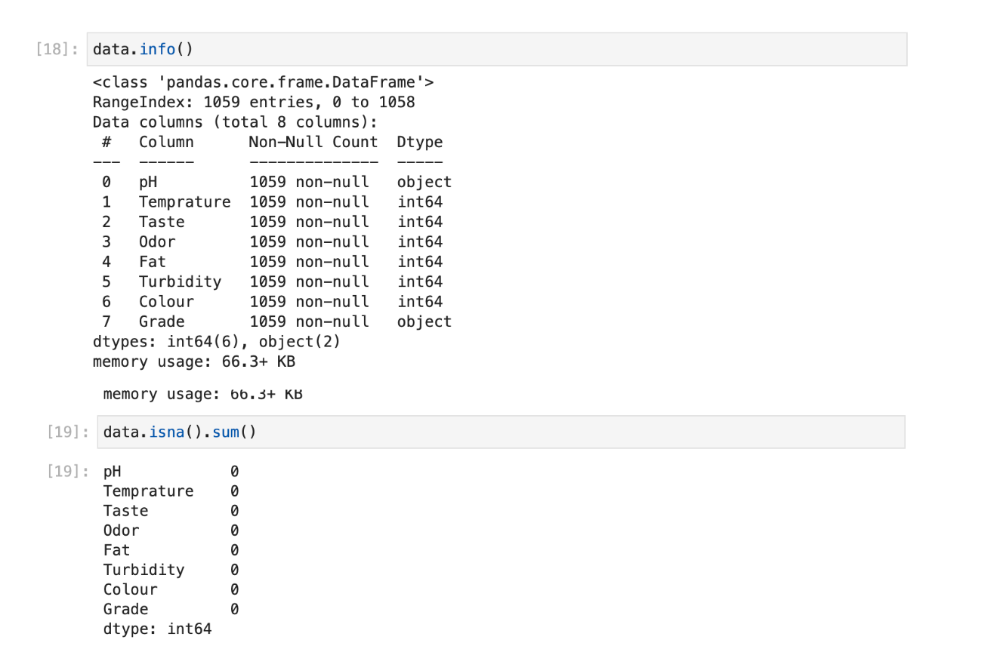 [18]: data.info()
<class 'pandas.core.frame.DataFrame'>
RangeIndex: 1059 entries, 0 to 1058
Data columns (total 8 columns):
 #   Column      Non-Null Count  Dtype
---  ------      --------------  -----
 0   pH          1059 non-null   object
 1   Temprature  1059 non-null   int64
 2   Taste       1059 non-null   int64
 3   Odor        1059 non-null   int64
 4   Fat         1059 non-null   int64
 5   Turbidity   1059 non-null   int64
 6   Colour      1059 non-null   int64
 7   Grade       1059 non-null   object
dtypes: int64(6), object(2)
memory usage: 66.3+ KB
memory usage: 66.3+ KB
[19]: data.isna().sum()
[19]: pH            0
Temprature    0
Taste         0
Odor          0
Fat           0
Turbidity     0
Colour        0
Grade         0
dtype: int64